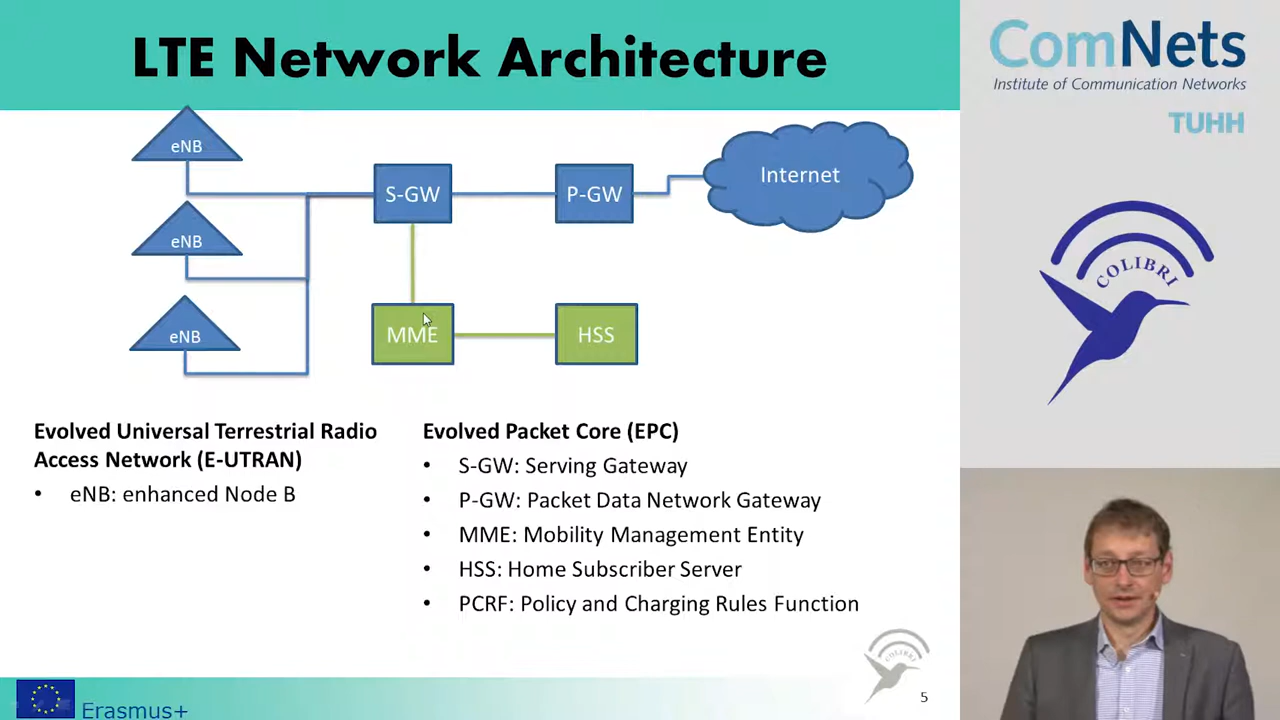 LTE Network Architecture
ComNets
Institute of Communication Networks
TUHH
eNB
S-GW
P-GW
Internet
eNB
eNB
MME
HSS
COLIBRI
Evolved Universal Terrestrial Radio
Access Network (E-UTRAN)
• eNB: enhanced Node B
Evolved Packet Core (EPC)
• S-GW: Serving Gateway
• P-GW: Packet Data Network Gateway
• MME: Mobility Management Entity
• HSS: Home Subscriber Server
• PCRF: Policy and Charging Rules Function
COLIBRI
5
Erasmus+